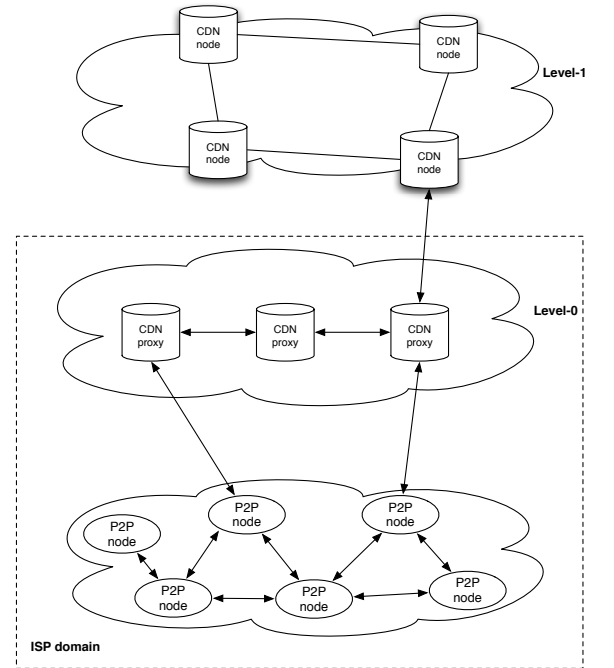 CDN
node
CDN
node
Level-1
CDN
node
CDN
node
Level-0
CDN
proxy
CDN
proxy
CDN
proxy
P2P
node
P2P
node
P2P
node
P2P
node
P2P
node
P2P
node
ISP domain